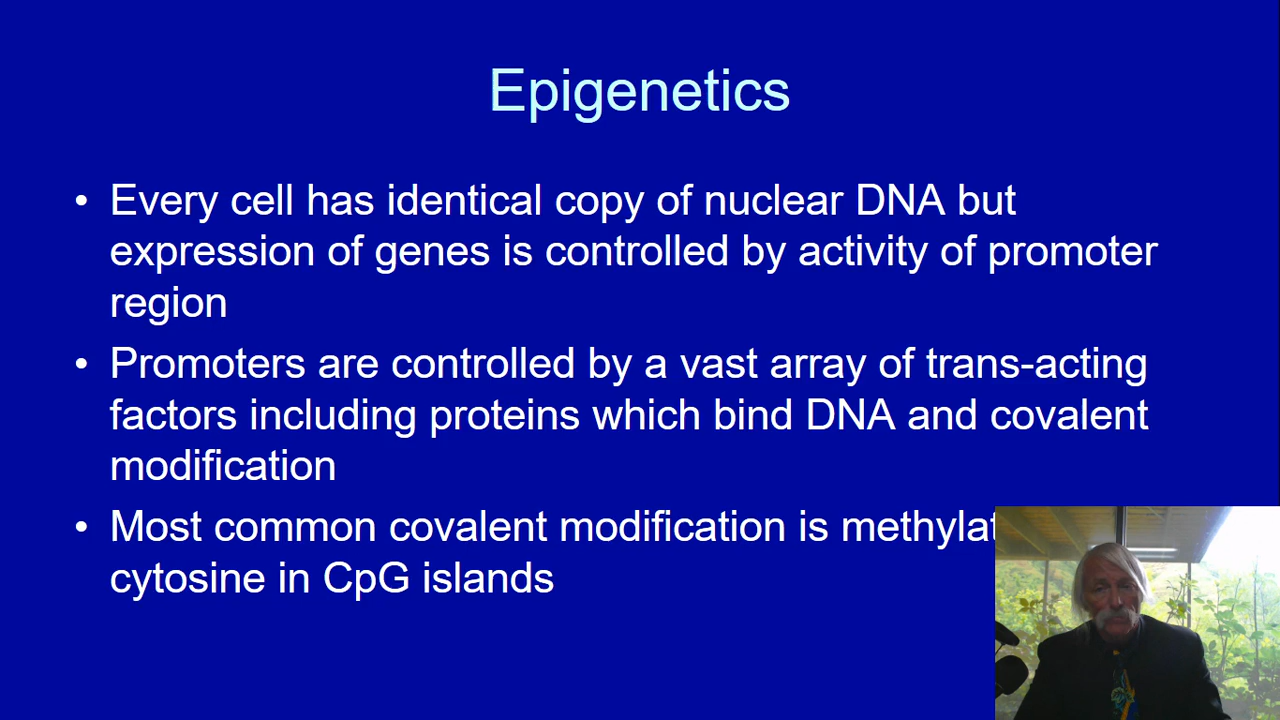 Epigenetics
• Every cell has identical copy of nuclear DNA but
expression of genes is controlled by activity of promoter
region
• Promoters are controlled by a vast array of trans-acting
factors including proteins which bind DNA and covalent
modification
• Most common covalent modification is
cytosine in CpG islands